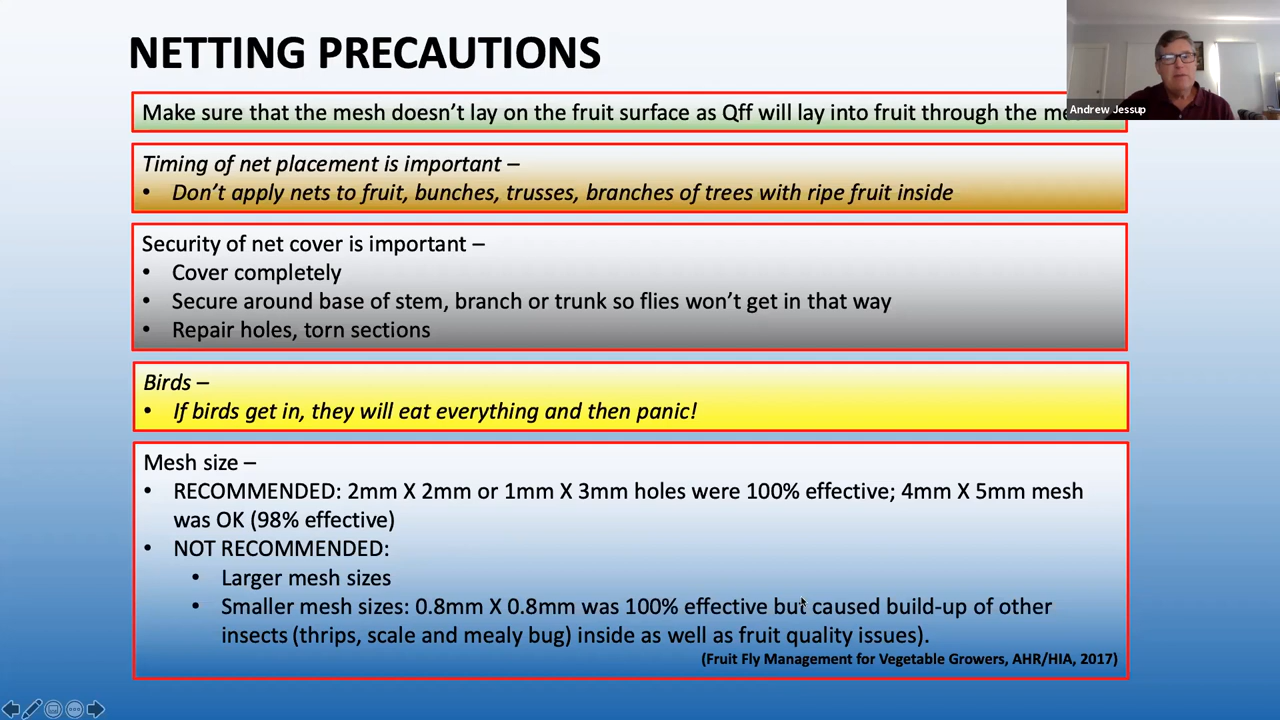 NETTING PRECAUTIONS
Andrew Jessup
Make sure that the mesh doesn't lay on the fruit surface as Qff will lay into fruit through the
Timing of net placement is important –
• Don't apply nets to fruit, bunches, trusses, branches of trees with ripe fruit inside
Security of net cover is important –
• Cover completely
• Secure around base of stem, branch or trunk so flies won't get in that way
• Repair holes, torn sections
Birds –
• If birds get in, they will eat everything and then panic!
Mesh size –
• RECOMMENDED: 2mm X 2mm or 1mm X 3mm holes were 100% effective; 4mm X 5mm mesh
was OK (98% effective)
• NOT RECOMMENDED:
• Larger mesh sizes
• Smaller mesh sizes: 0.8mm X 0.8mm was 100% effective but caused build-up of other
insects (thrips, scale and mealy bug) inside as well as fruit quality issues).
(Fruit Fly Management for Vegetable Growers, AHR/HIA, 2017)